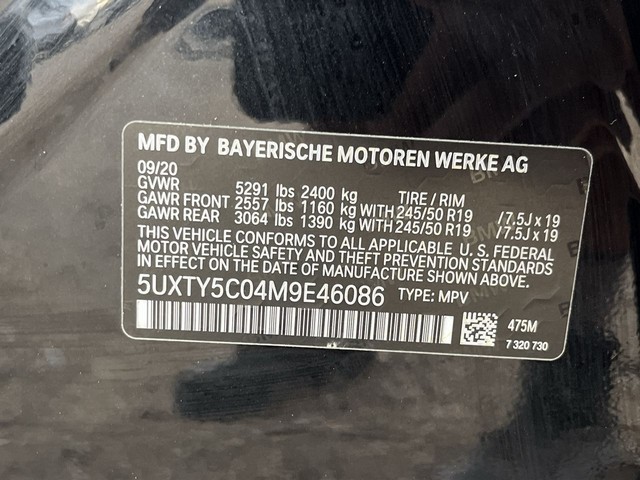 MFD BY BAYERISCHE MOTOREN WERKE AG
09/20
GVWR 5291 lbs 2400 kg TIRE / RIM
GAWR FRONT 2557 lbs 1160 kg WITH 245/50 R19 / 7.5J x 19
GAWR REAR 3064 lbs 1390 kg WITH 245/50 R19 / 7.5J x 19
THIS VEHICLE CONFORMS TO ALL APPLICABLE U. S. FEDERAL
MOTOR VEHICLE SAFETY AND THEFT PREVENTION STANDARDS
IN EFFECT ON THE DATE OF MANUFACTURE SHOWN ABOVE.
5UXTY5C04M9E46086 TYPE: MPV
475M
7 320 730